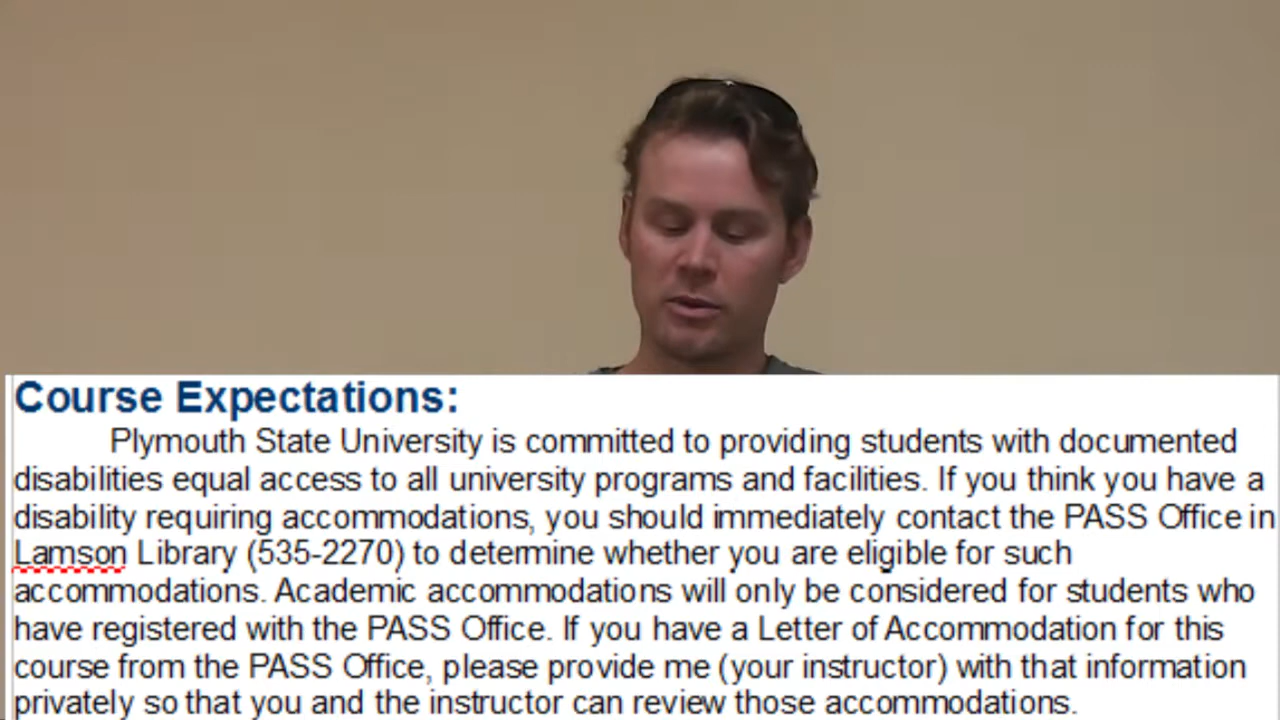 Course Expectations:
Plymouth State University is committed to providing students with documented
disabilities equal access to all university programs and facilities. If you think you have a
disability requiring accommodations, you should immediately contact the PASS Office in
Lamson Library (535-2270) to determine whether you are eligible for such
accommodations. Academic accommodations will only be considered for students who
have registered with the PASS Office. If you have a Letter of Accommodation for this
course from the PASS Office, please provide me (your instructor) with that information
privately so that you and the instructor can review those accommodations.